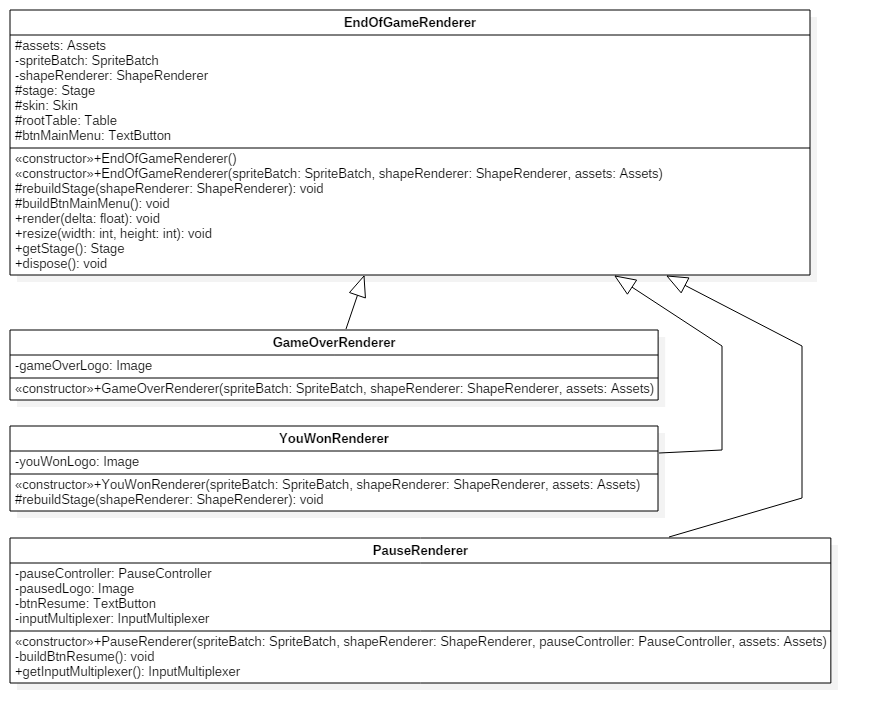 EndOfGameRenderer
#assets: Assets
-spriteBatch: SpriteBatch
-shapeRenderer: ShapeRenderer
#stage: Stage
#skin: Skin
#rootTable: Table
#btnMainMenu: TextButton
«constructor»+EndOfGameRenderer()
«constructor»+EndOfGameRenderer(spriteBatch: SpriteBatch, shapeRenderer: ShapeRenderer, assets: Assets)
#rebuildStage(shapeRenderer: ShapeRenderer): void
#buildBtnMainMenu(): void
+render(delta: float): void
+resize(width: int, height: int): void
+getStage(): Stage
+dispose(): void
GameOverRenderer
-gameOverLogo: Image
«constructor»+GameOverRenderer(spriteBatch: SpriteBatch, shapeRenderer: ShapeRenderer, assets: Assets)
YouWonRenderer
-youWonLogo: Image
«constructor»+YouWonRenderer(spriteBatch: SpriteBatch, shapeRenderer: ShapeRenderer, assets: Assets)
#rebuildStage(shapeRenderer: ShapeRenderer): void
PauseRenderer
-pauseController: PauseController
-pausedLogo: Image
-btnResume: TextButton
-inputMultiplexer: InputMultiplexer
«constructor»+PauseRenderer(spriteBatch: SpriteBatch, shapeRenderer: ShapeRenderer, pauseController: PauseController, assets: Assets)
-buildBtnResume(): void
+getInputMultiplexer(): InputMultiplexer